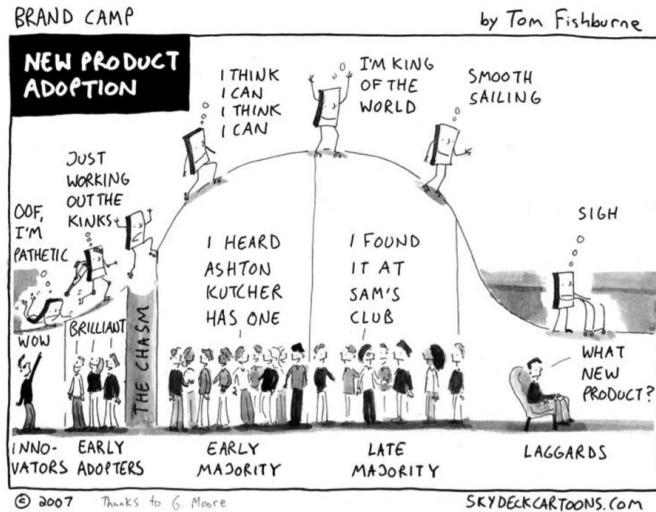 BRAND CAMP
by Tom Fishburne
NEW PRODUCT
ADOPTION
OOF,
I'M
PATHETIC
JUST
WORKING
OUT THE
KINKS
I THINK
I CAN
I THINK
I CAN
I'M KING
OF THE
WORLD
SMOOTH
SAILING
SIGH
WOW
BRILLIANT
THE CHASM
I HEARD
ASHTON
KUTCHER
HAS ONE
I FOUND
IT AT
SAM'S
CLUB
WHAT
NEW
PRODUCT?
INNO-
VATORS
EARLY
ADOPTERS
EARLY
MAJORITY
LATE
MAJORITY
LAGGARDS
© 2007
Thanks to G. Moore
SKYDECKCARTOONS.COM